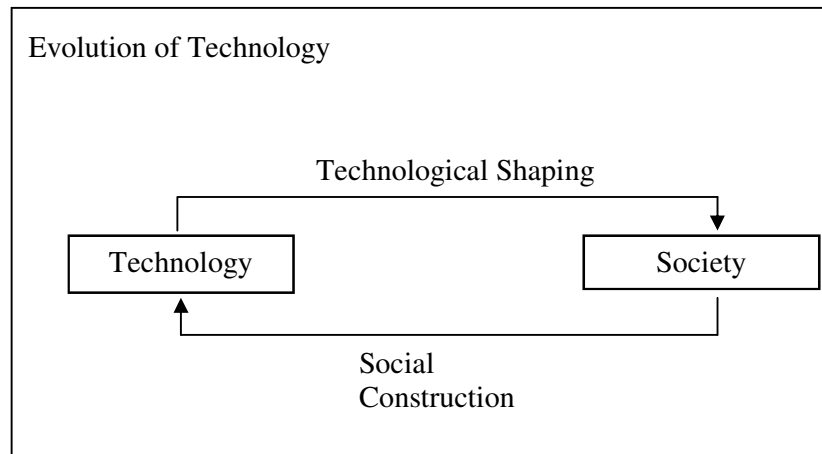 Evolution of Technology
Technological Shaping
Technology
Society
Social
Construction